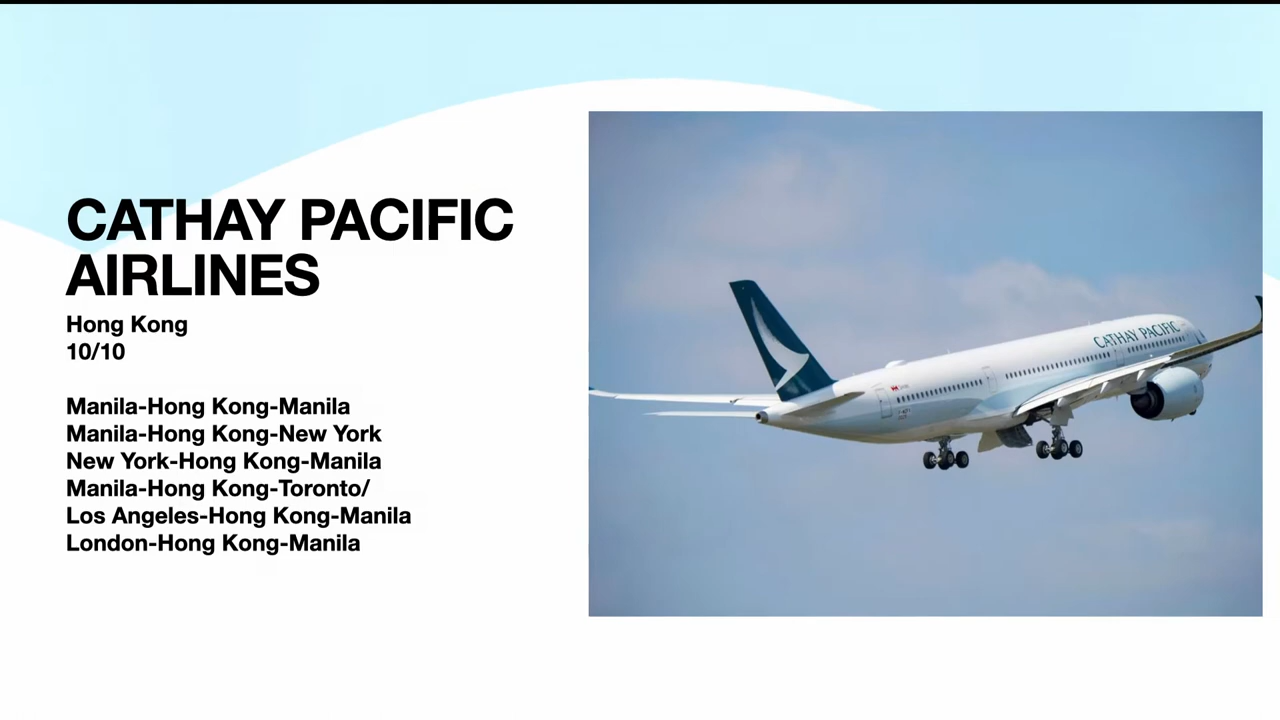 CATHAY PACIFIC
AIRLINES
Hong Kong
10/10
Manila-Hong Kong-Manila
Manila-Hong Kong-New York
New York-Hong Kong-Manila
Manila-Hong Kong-Toronto/
Los Angeles-Hong Kong-Manila
London-Hong Kong-Manila
CATHAY PACIFIC